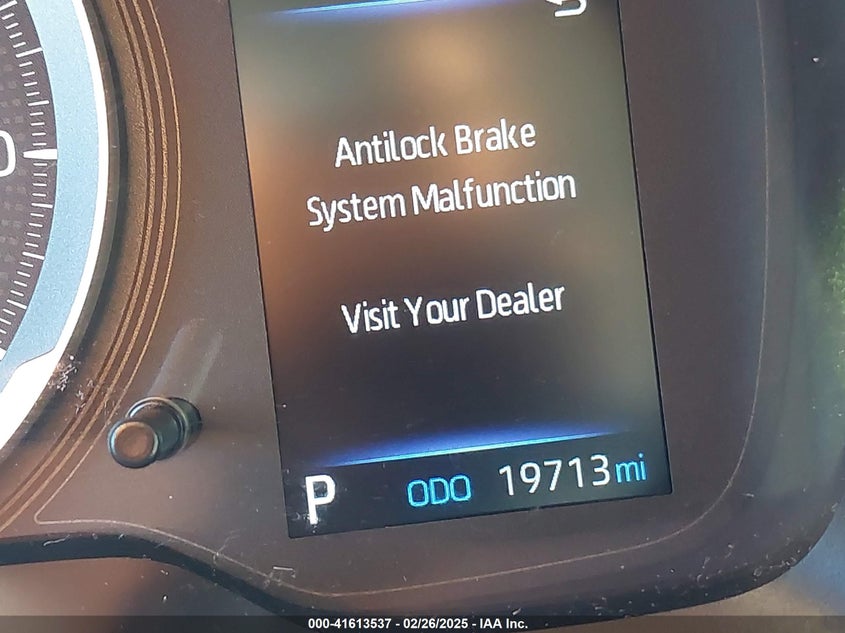 Antilock Brake
System Malfunction
Visit Your Dealer
P ODO 19713 mi
000-41613537 - 02/26/2025 - IAA Inc.